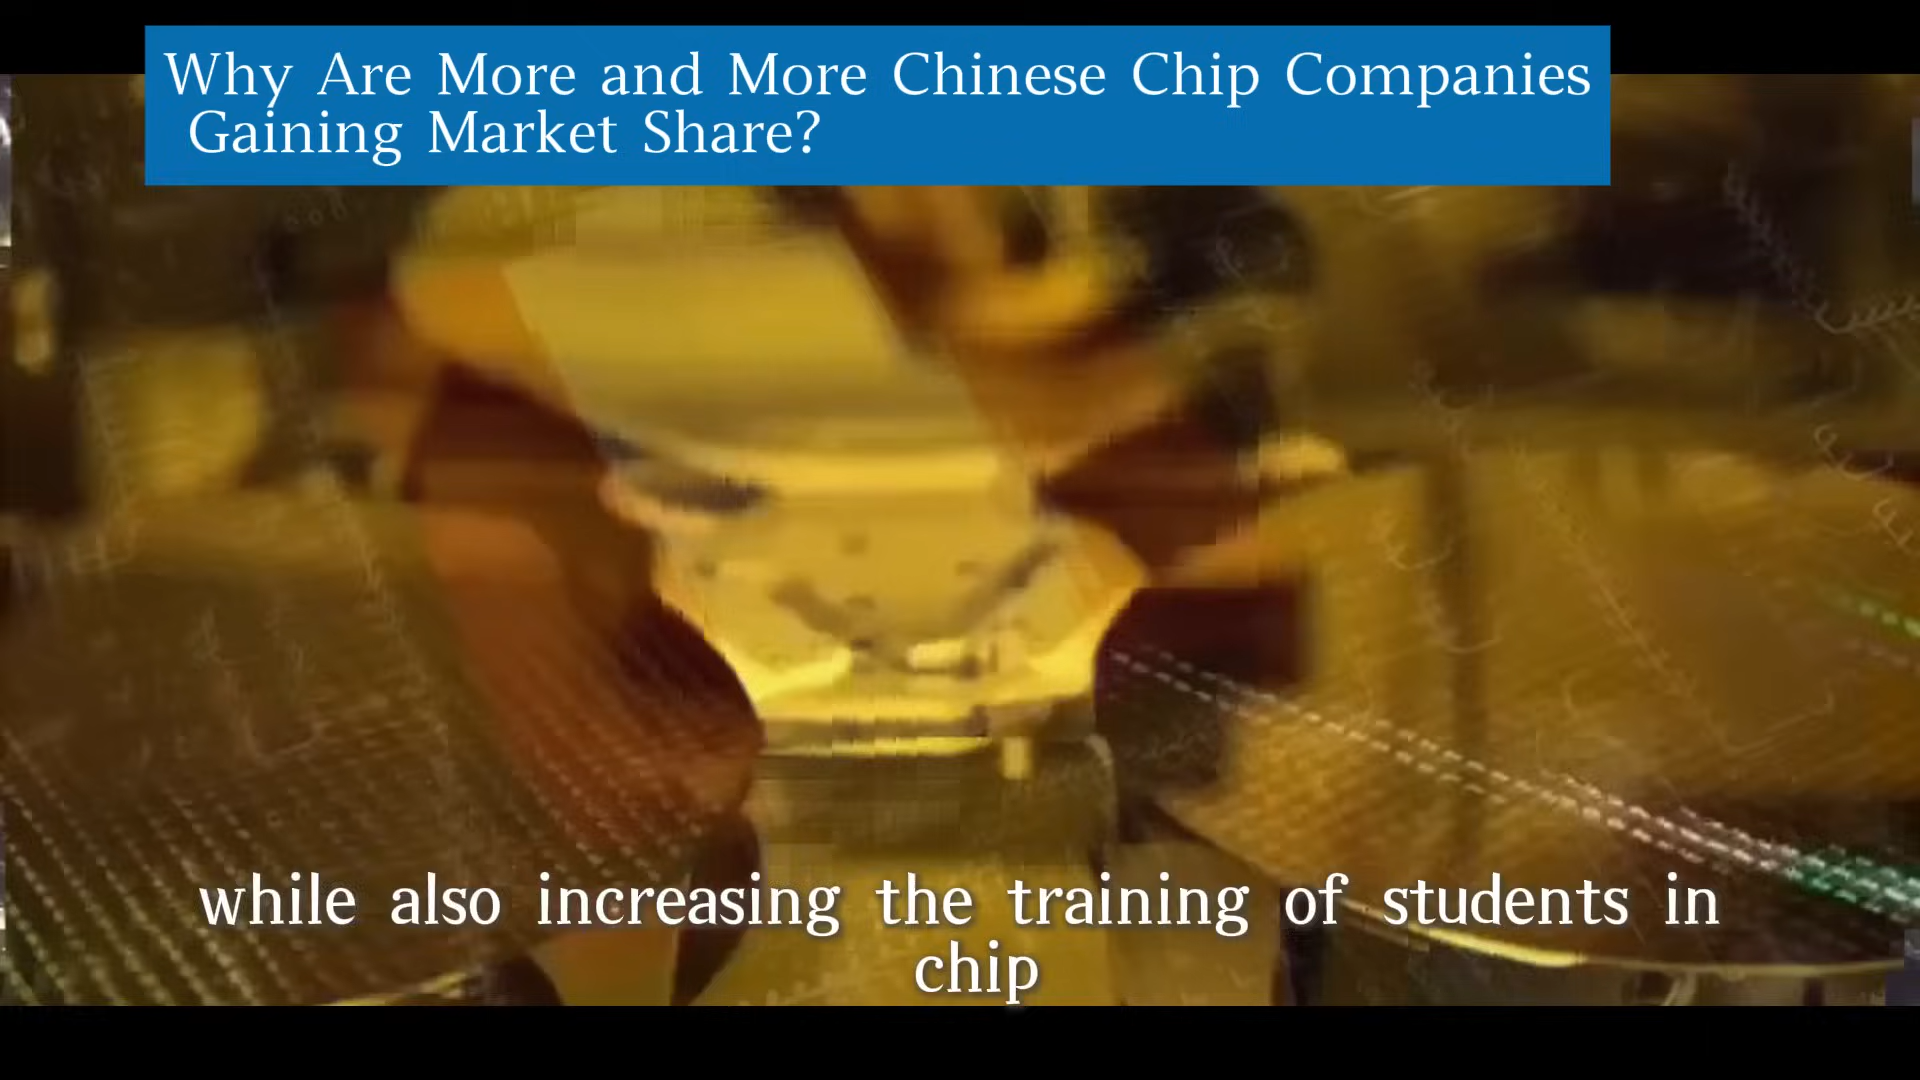 Why Are More and More Chinese Chip Companies
Gaining Market Share?
while also increasing the training of students in
chip